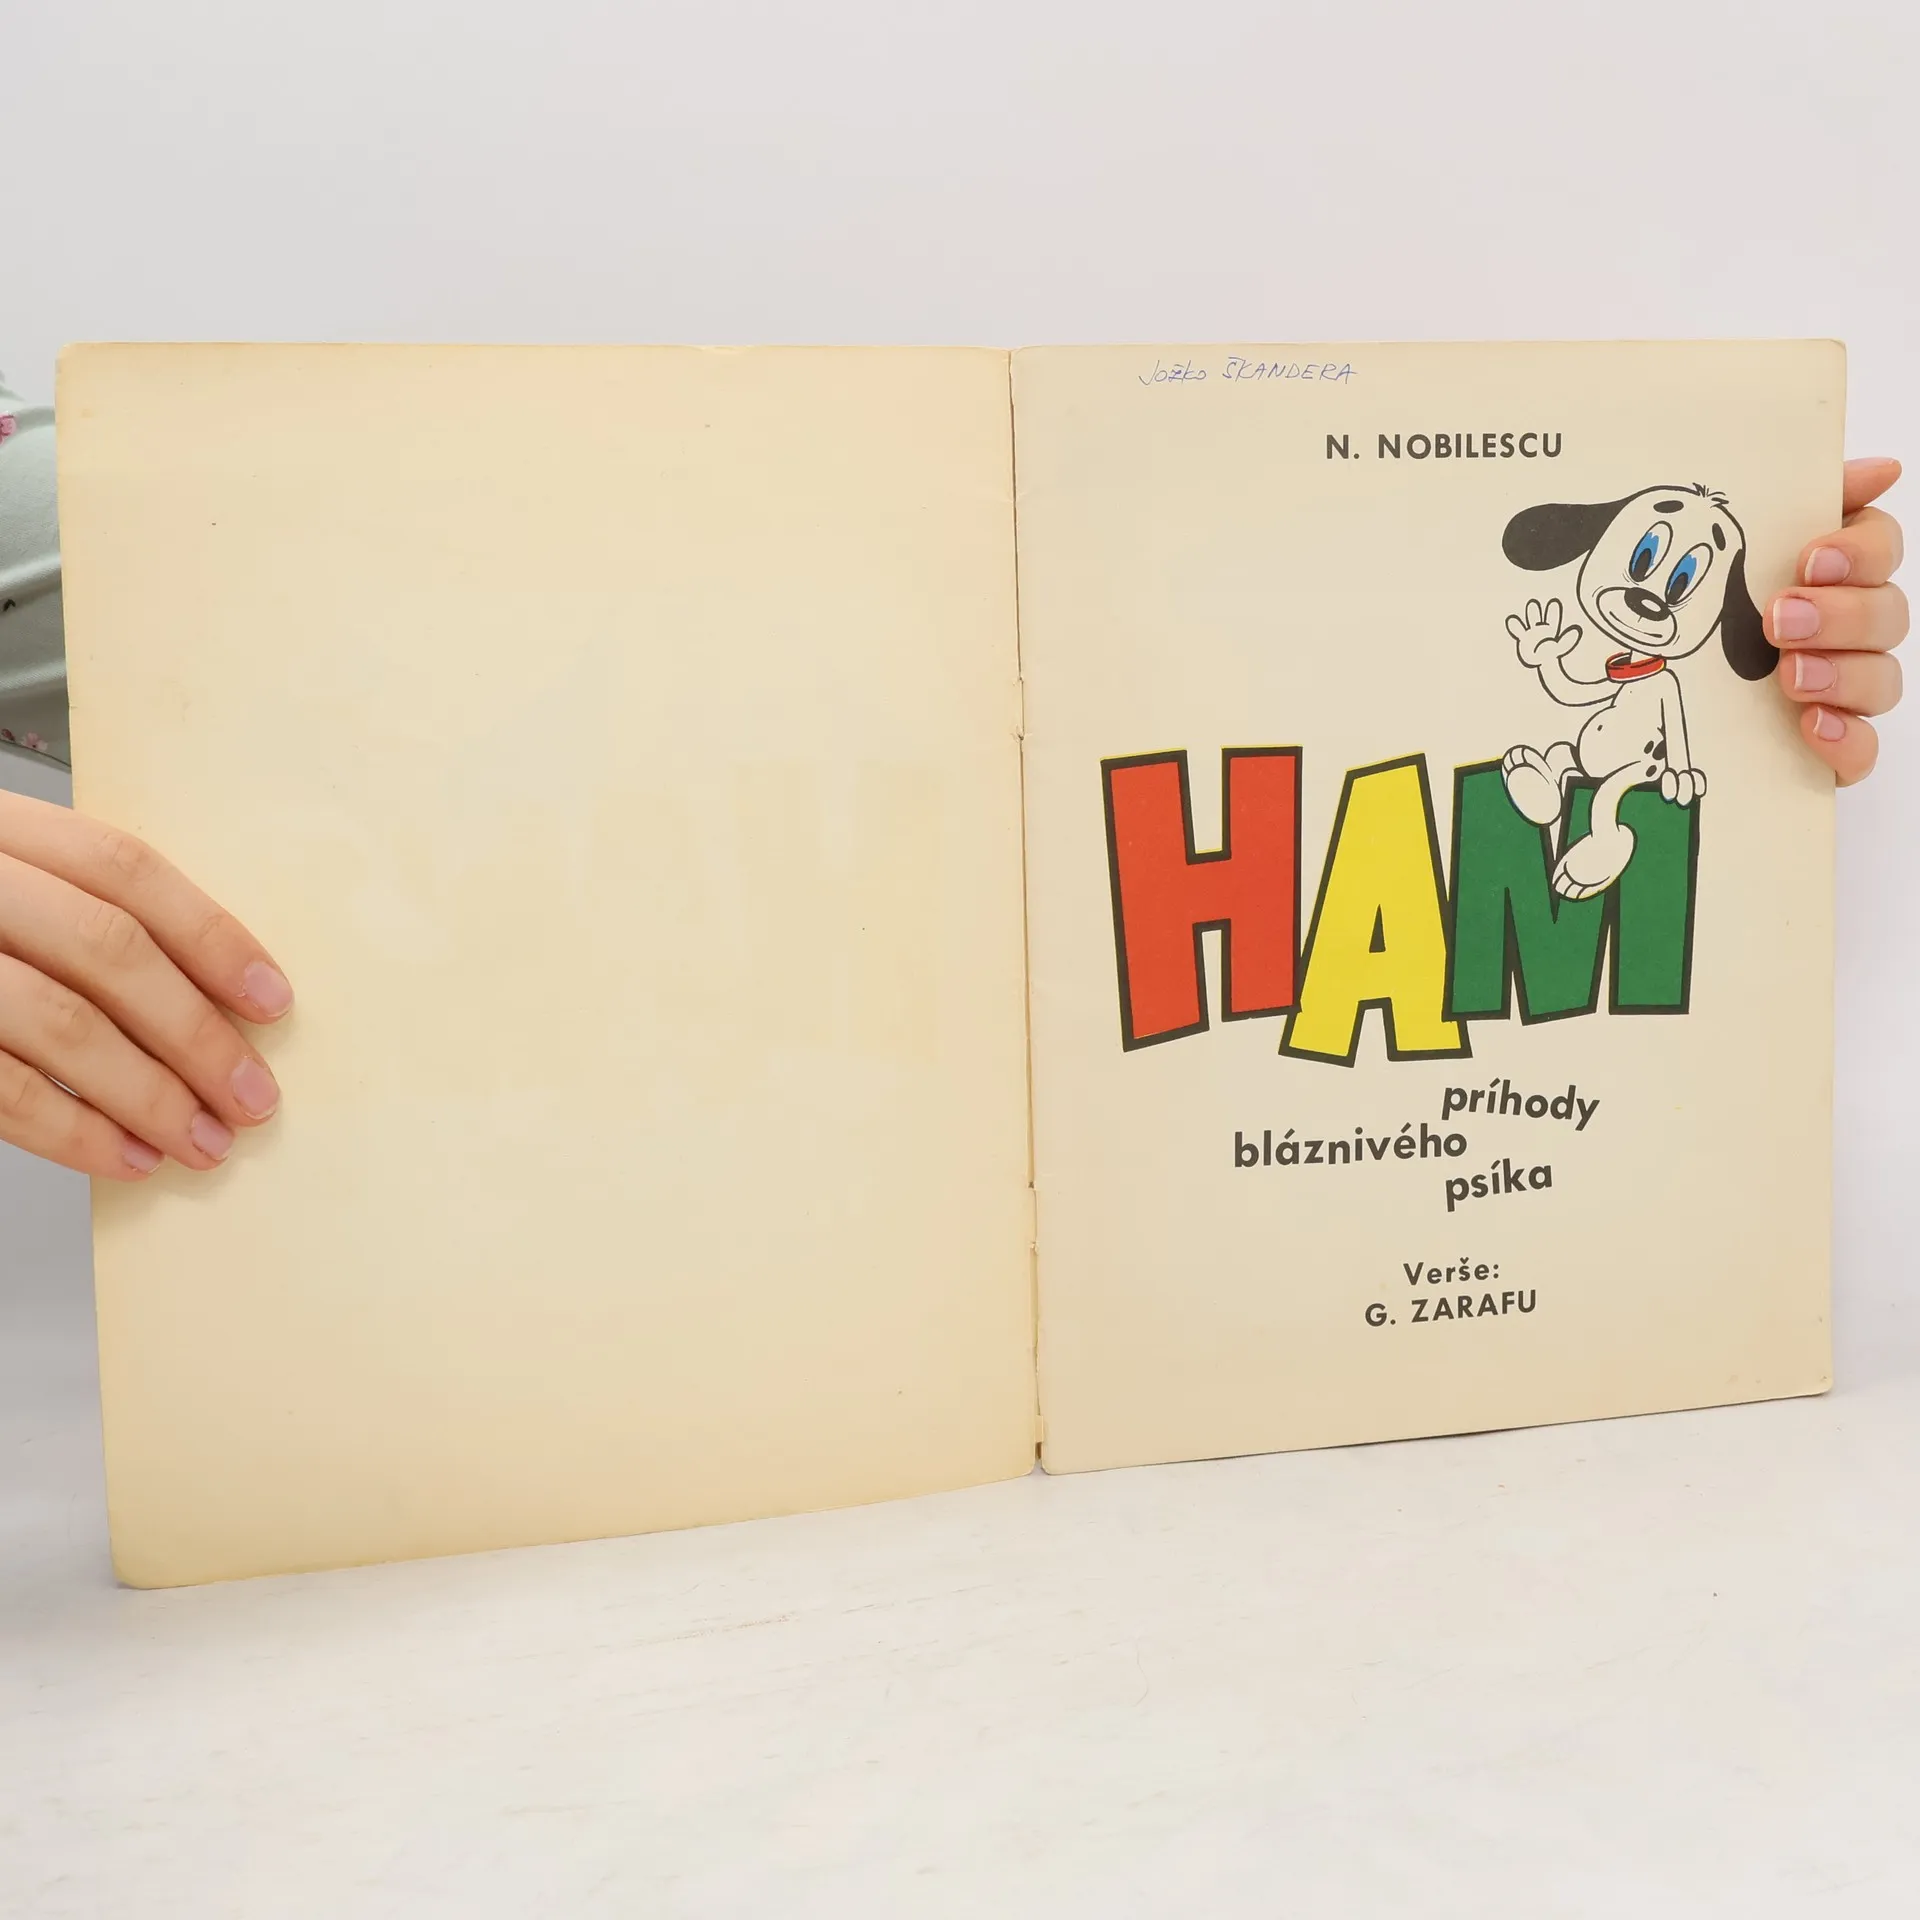 Jožko ŠKANDERA
N. NOBILESCU
HAM
príhody
bláznivého
psíka
Verše:
G. ZARAFU